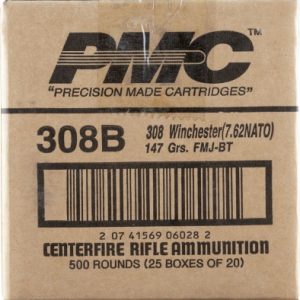 PMC™
"PRECISION MADE CARTRIDGES"
308B
308 Winchester(7.62NATO)
147 Grs. FMJ-BT
2 07 41569 06028 2
CENTERFIRE RIFLE AMMUNITION
500 ROUNDS (25 BOXES OF 20)